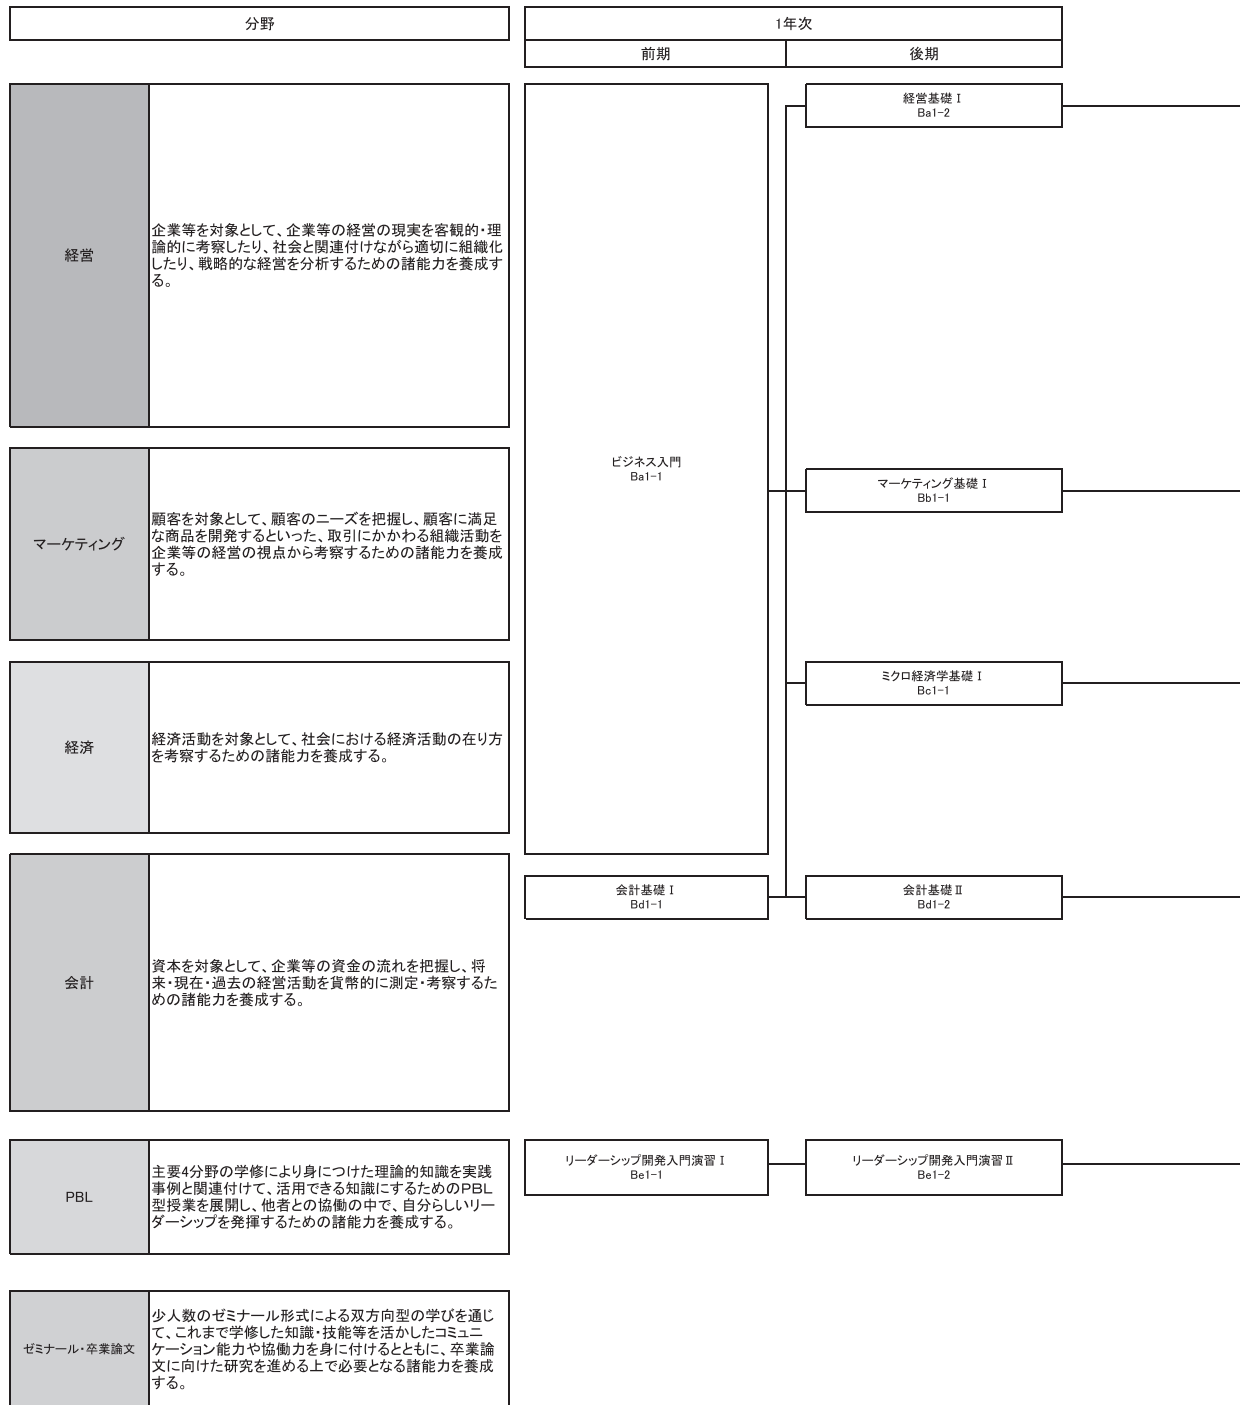 分野
1年次
前期
後期
経営
企業等を対象として、企業等の経営の現実を客観的・理
論的に考察したり、社会と関連付けながら適切に組織化
したり、戦略的な経営を分析するための諸能力を養成す
る。
ビジネス入門
Ba1-1
経営基礎Ⅰ
Ba1-2
マーケティング
顧客を対象として、顧客のニーズを把握し、顧客に満足
な商品を開発するといった、取引にかかわる組織活動を
企業等の経営の視点から考察するための諸能力を養成
する。
マーケティング基礎Ⅰ
Bb1-1
経済
経済活動を対象として、社会における経済活動の在り方
を考察するための諸能力を養成する。
ミクロ経済学基礎Ⅰ
Bc1-1
会計
資本を対象として、企業等の資金の流れを把握し、将
来・現在・過去の経営活動を貨幣的に測定・考察するた
めの諸能力を養成する。
会計基礎Ⅰ
Bd1-1
会計基礎Ⅱ
Bd1-2
PBL
主要4分野の学修により身につけた理論的知識を実践
事例と関連付けて、活用できる知識にするためのPBL
型授業を展開し、他者との協働の中で、自分らしいリー
ダーシップを発揮するための諸能力を養成する。
リーダーシップ開発入門演習Ⅰ
Be1-1
リーダーシップ開発入門演習Ⅱ
Be1-2
ゼミナール・卒業論文
少人数のゼミナール形式による双方向型の学びを通じ
て、これまで学修した知識・技能等を活かしたコミュニ
ケーション能力や協働力を身に付けるとともに、卒業論
文に向けた研究を進める上で必要となる諸能力を養成
する。